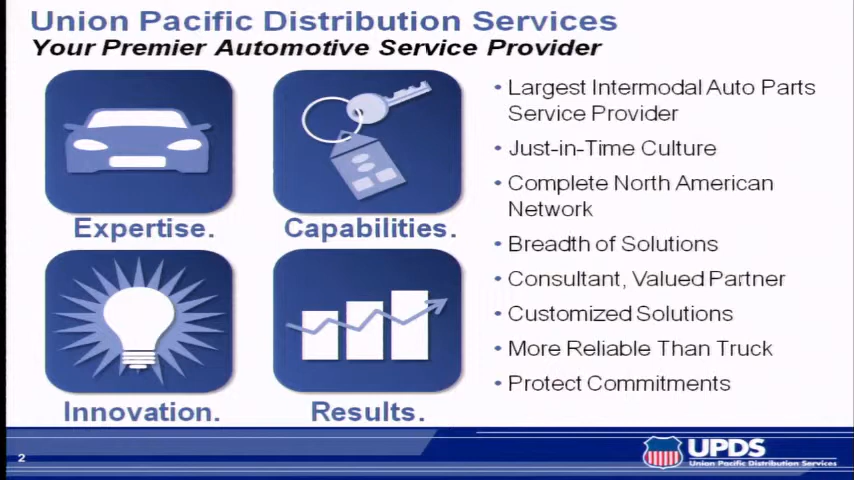 Union Pacific Distribution Services
Your Premier Automotive Service Provider
Expertise.
Capabilities.
Innovation.
Results.
• Largest Intermodal Auto Parts
Service Provider
• Just-in-Time Culture
• Complete North American
Network
• Breadth of Solutions
• Consultant, Valued Partner
• Customized Solutions
• More Reliable Than Truck
• Protect Commitments
2
UPDS
Union Pacific Distribution Services